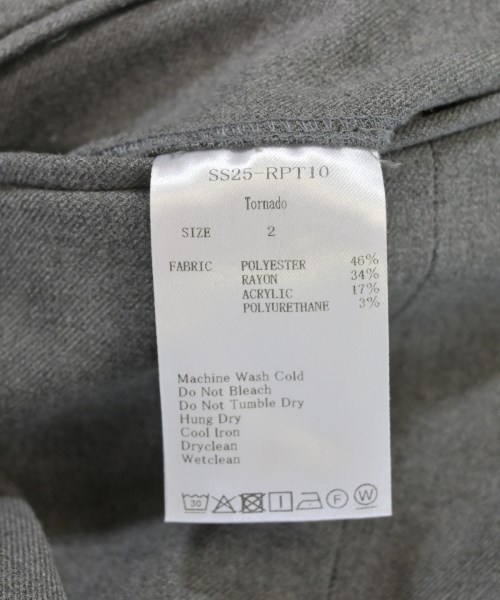 SS25-RPT10
Tornado
SIZE 2
FABRIC POLYESTER 46%
RAYON 34%
ACRYLIC 17%
POLYURETHANE 3%
Machine Wash Cold
Do Not Bleach
Do Not Tumble Dry
Hung Dry
Cool Iron
Dryclean
Wetclean
30 F W